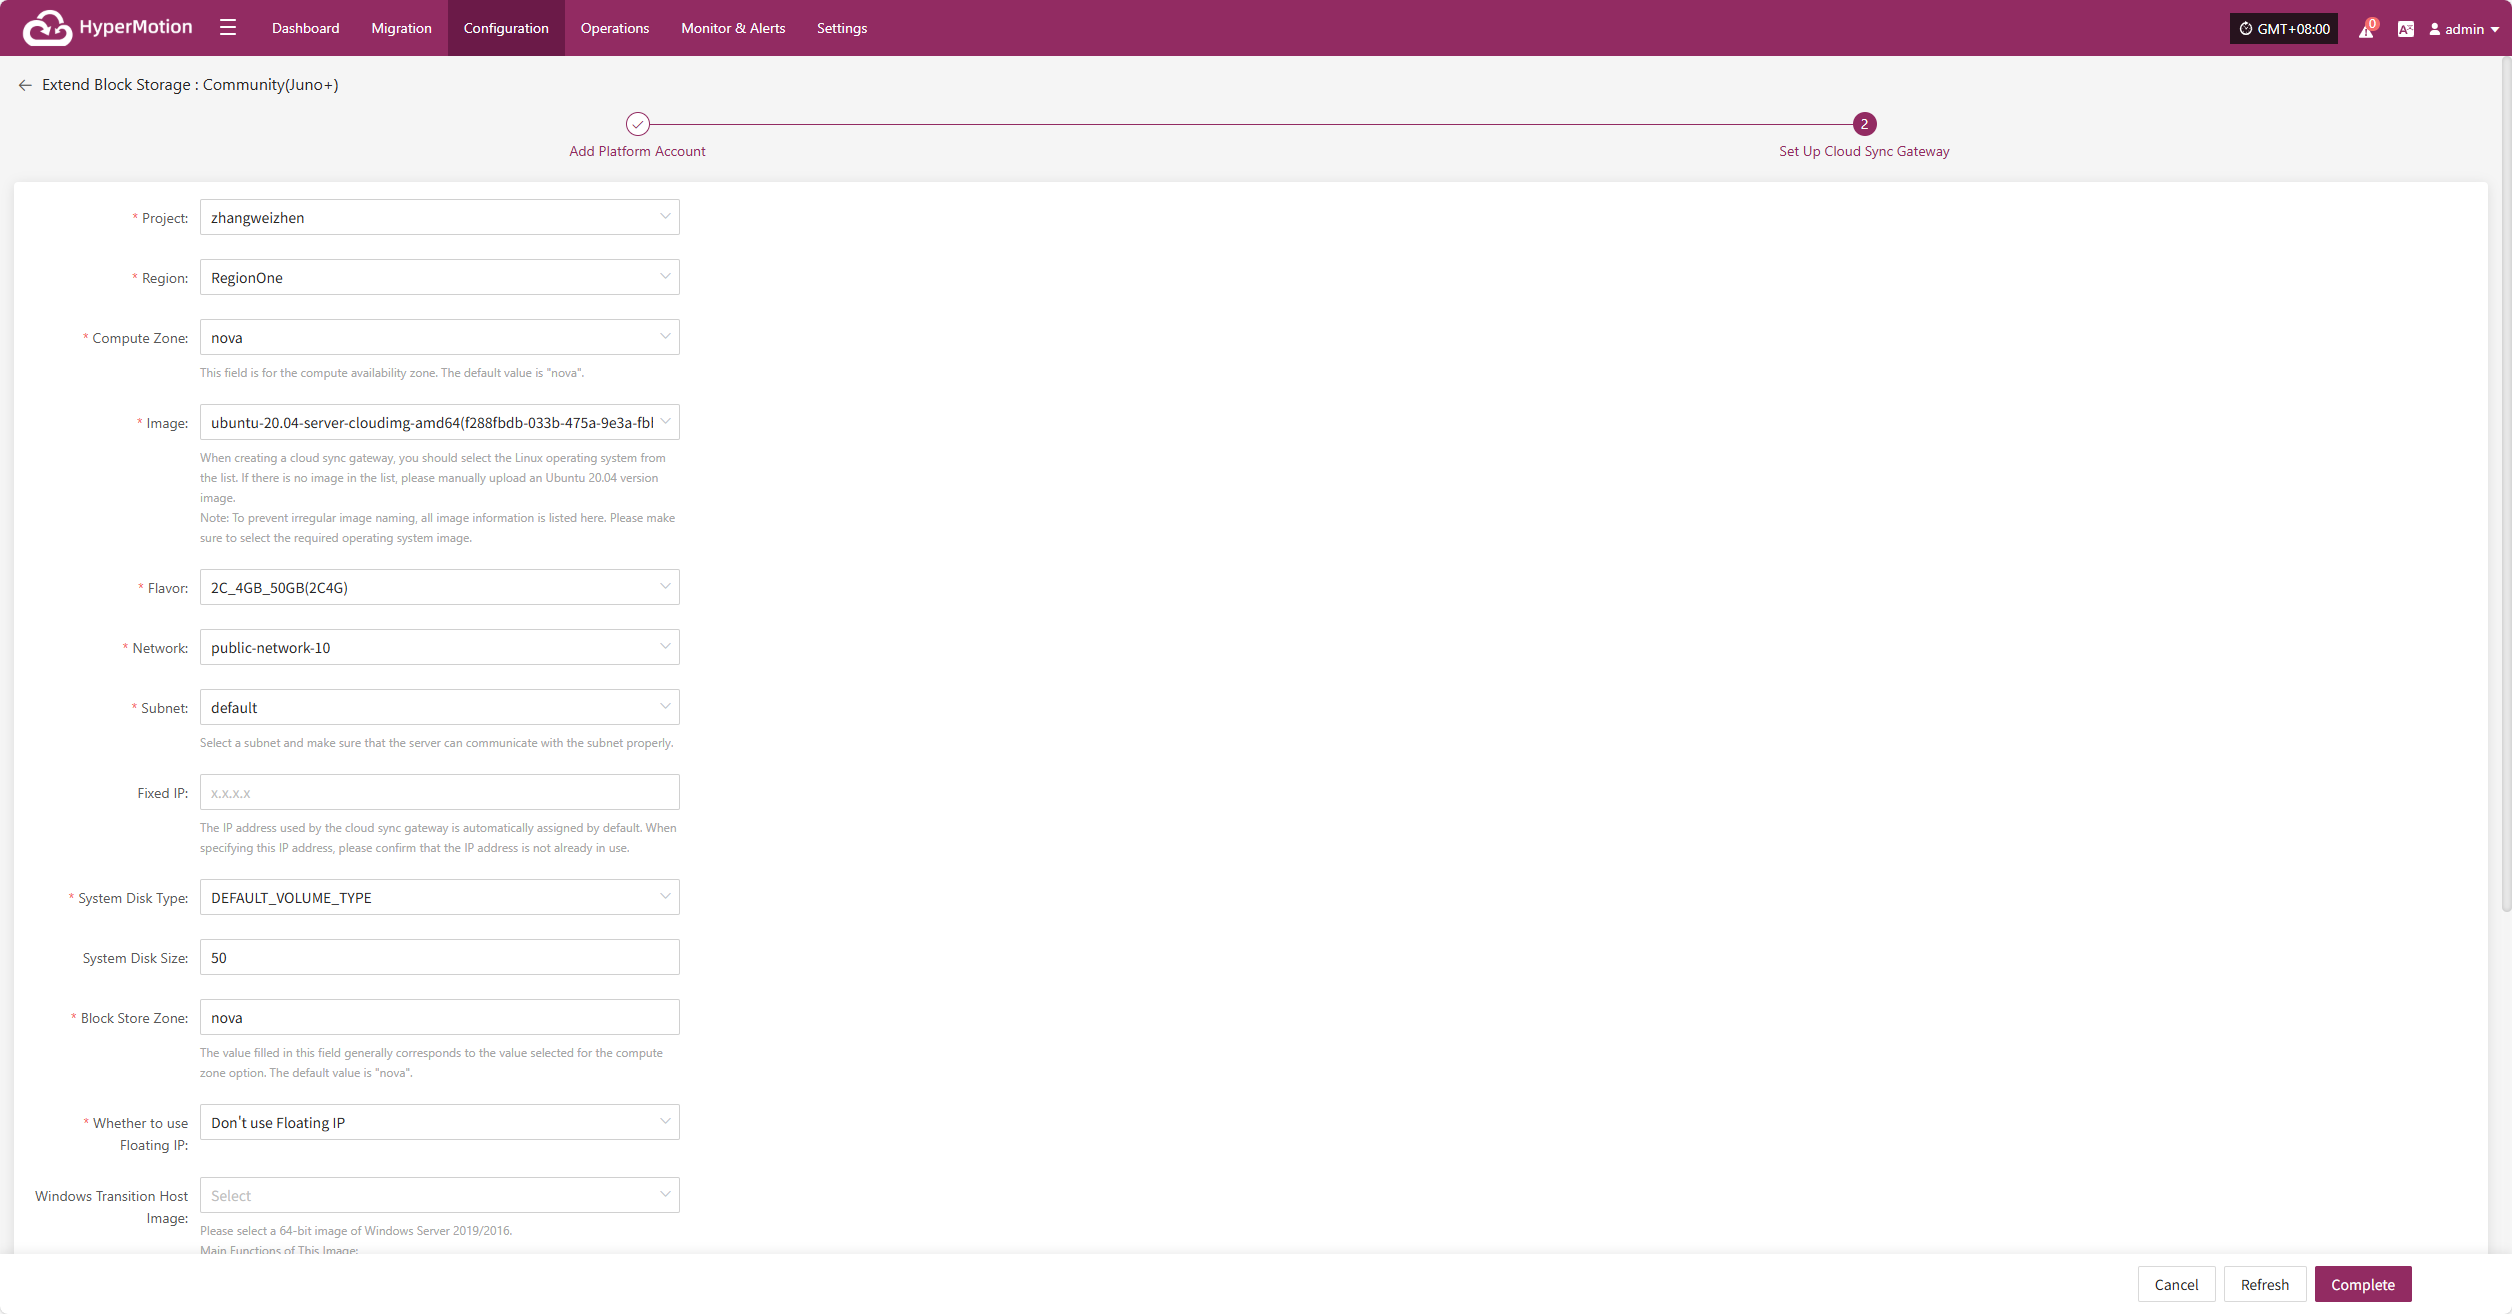 HyperMotion
Dashboard
Migration
Configuration
Operations
Monitor & Alerts
Settings
GMT+08:00
0
admin
Extend Block Storage : Community(Juno+)
2
Add Platform Account
Set Up Cloud Sync Gateway
* Project:
zhangweizhen
* Region:
RegionOne
* Compute Zone:
nova
This field is for the compute availability zone. The default value is "nova".
* Image:
ubuntu-20.04-server-cloudimg-amd64(f288fbdb-033b-475a-9e3a-fbl
When creating a cloud sync gateway, you should select the Linux operating system from
the list. If there is no image in the list, please manually upload an Ubuntu 20.04 version
image.
Note: To prevent irregular image naming, all image information is listed here. Please make
sure to select the required operating system image.
* Flavor:
2C_4GB_50GB(2C4G)
* Network:
public-network-10
* Subnet:
default
Select a subnet and make sure that the server can communicate with the subnet properly.
Fixed IP:
x.x.x.x
The IP address used by the cloud sync gateway is automatically assigned by default. When
specifying this IP address, please confirm that the IP address is not already in use.
* System Disk Type:
DEFAULT_VOLUME_TYPE
System Disk Size:
50
* Block Store Zone:
nova
The value filled in this field generally corresponds to the value selected for the compute
zone option. The default value is "nova".
* Whether to use
Floating IP:
Don't use Floating IP
Windows Transition Host
Image:
Select
Please select a 64-bit image of Windows Server 2019/2016.
Main Functions of This Image:
Cancel
Refresh
Complete